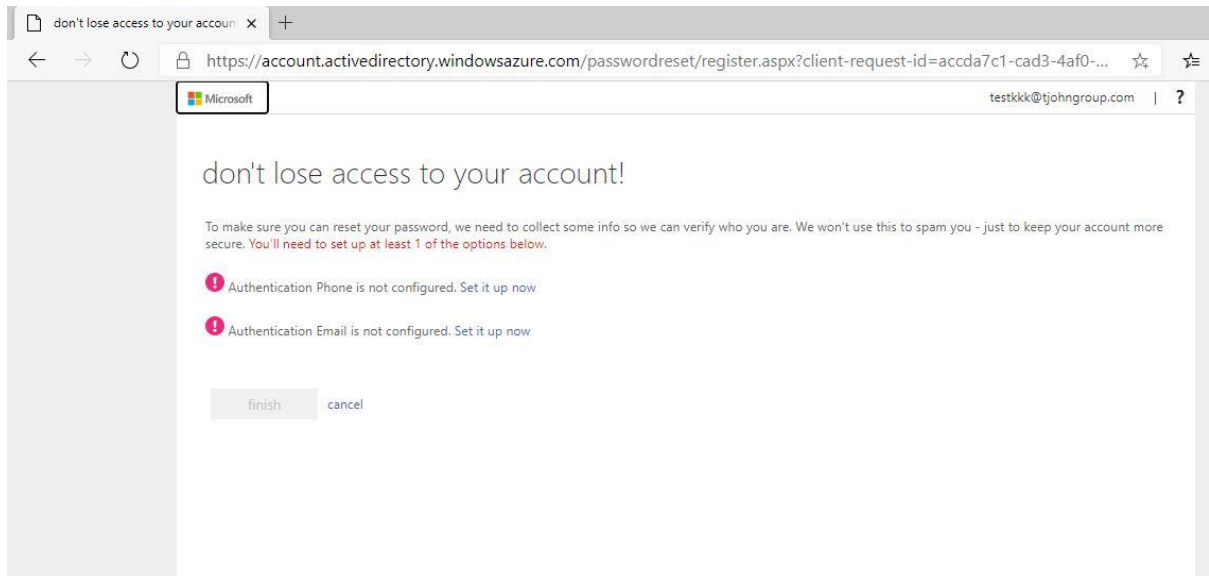 don't lose access to your accoun
https://account.activedirectory.windowsazure.com/passwordreset/register.aspx?client-request-id=accda7c1-cad3-4af0-...
Microsoft
testkkk@tjohngroup.com | ?
don't lose access to your account!
To make sure you can reset your password, we need to collect some info so we can verify who you are. We won't use this to spam you - just to keep your account more
secure. You'll need to set up at least 1 of the options below.
! Authentication Phone is not configured. Set it up now
! Authentication Email is not configured. Set it up now
finish cancel